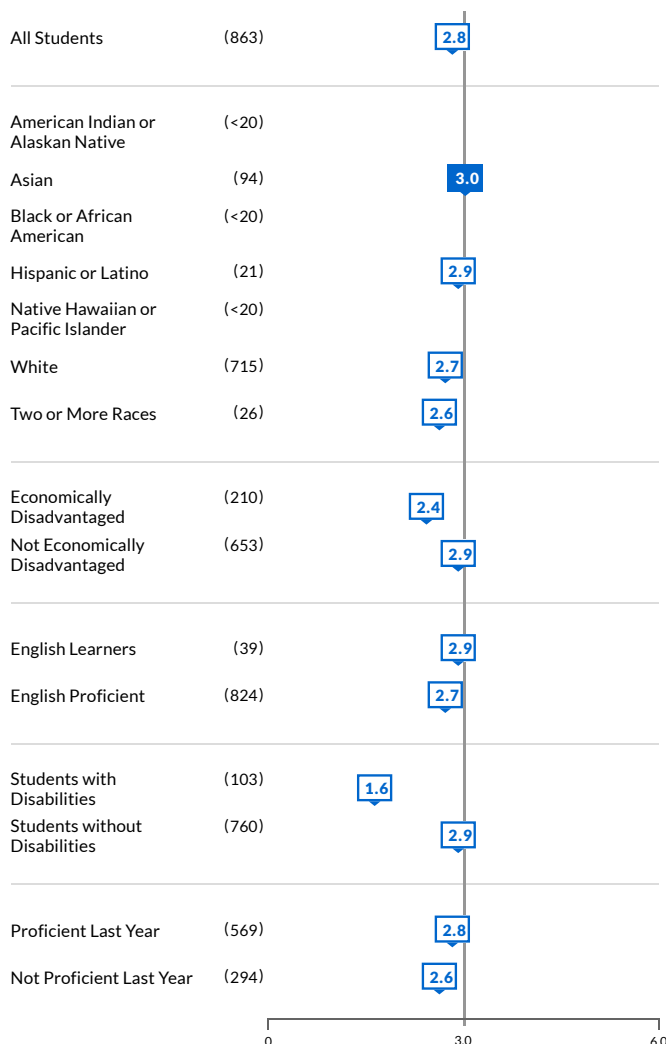 All Students (863) 2.8
American Indian or (<20)
Alaskan Native
Asian (94) 3.0
Black or African (<20)
American
Hispanic or Latino (21) 2.9
Native Hawaiian or (<20)
Pacific Islander
White (715) 2.7
Two or More Races (26) 2.6
Economically (210) 2.4
Disadvantaged
Not Economically (653) 2.9
Disadvantaged
English Learners (39) 2.9
English Proficient (824) 2.7
Students with (103) 1.6
Disabilities
Students without (760) 2.9
Disabilities
Proficient Last Year (569) 2.8
Not Proficient Last Year (294) 2.6
0 3.0 6.0